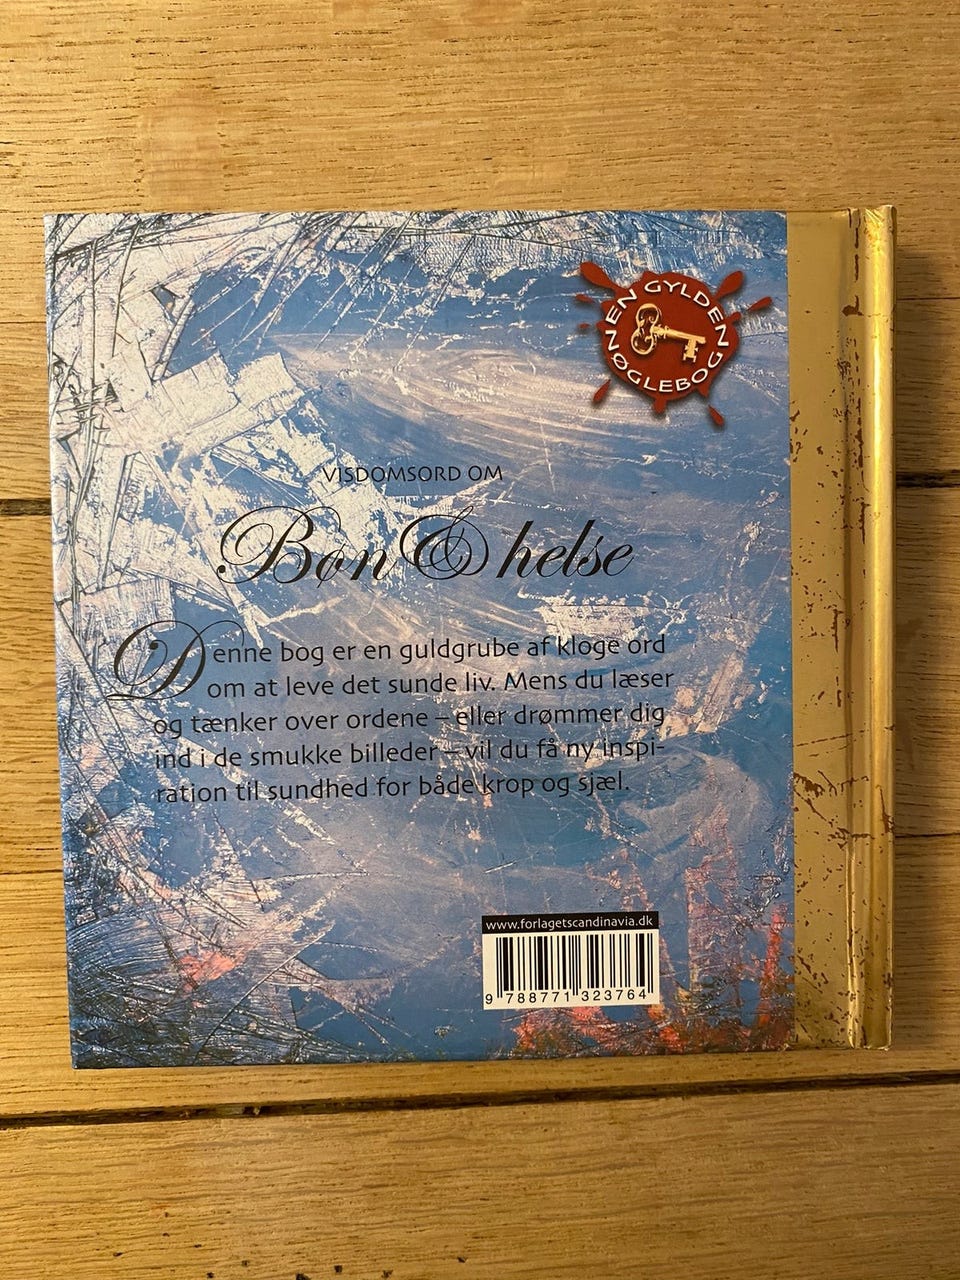 EN GYLDEN
NØGLEBOG
VISDOMSORD OM
Bøn & helse
Denne bog er en guldgrube af kloge ord
om at leve det sunde liv. Mens du læser
og tænker over ordene – eller drømmer dig
ind i de smukke billeder – vil du få ny inspi-
ration til sundhed for både krop og sjæl.
www.forlagetscandinavia.dk
9 788771 323764